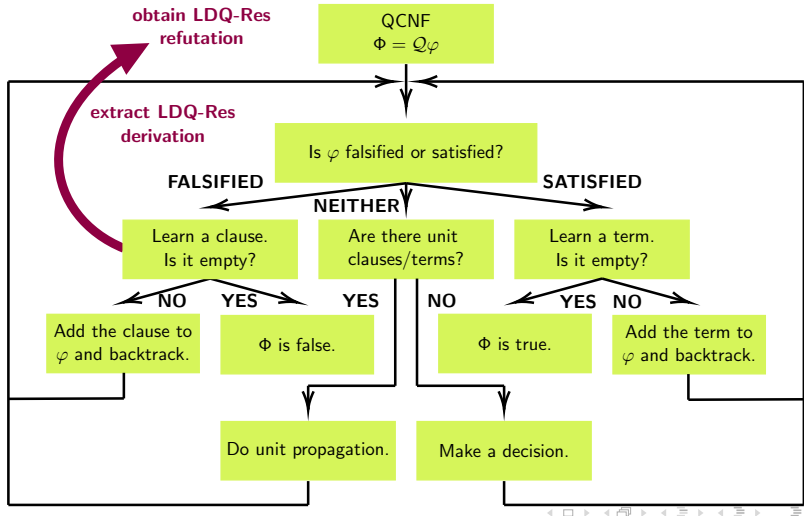 obtain LDQ-Res
refutation
QCNF
Φ = 𝒬φ
extract LDQ-Res
derivation
Is φ falsified or satisfied?
FALSIFIED
NEITHER
SATISFIED
Learn a clause.
Is it empty?
Are there unit
clauses/terms?
Learn a term.
Is it empty?
NO
YES
YES
NO
YES
NO
Add the clause to
φ and backtrack.
Φ is false.
Φ is true.
Add the term to
φ and backtrack.
Do unit propagation.
Make a decision.